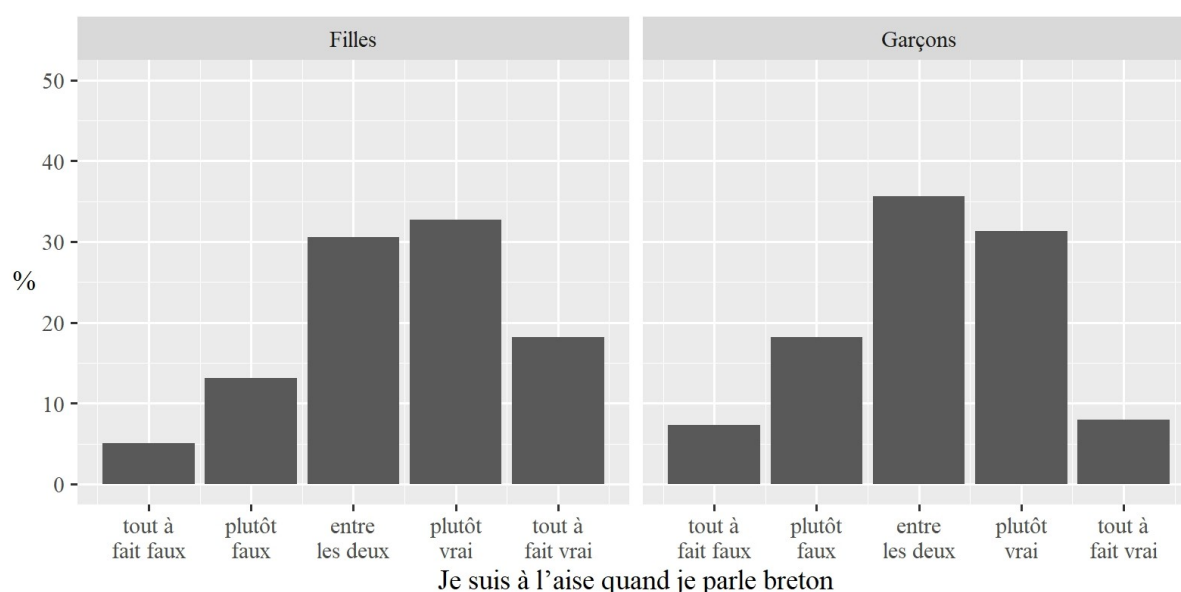 Filles
Garçons
50
40
30
20
10
0
%
tout à
fait faux
plutôt
faux
entre
les deux
plutôt
vrai
tout à
fait vrai
tout à
fait faux
plutôt
faux
entre
les deux
plutôt
vrai
tout à
fait vrai
Je suis à l’aise quand je parle breton